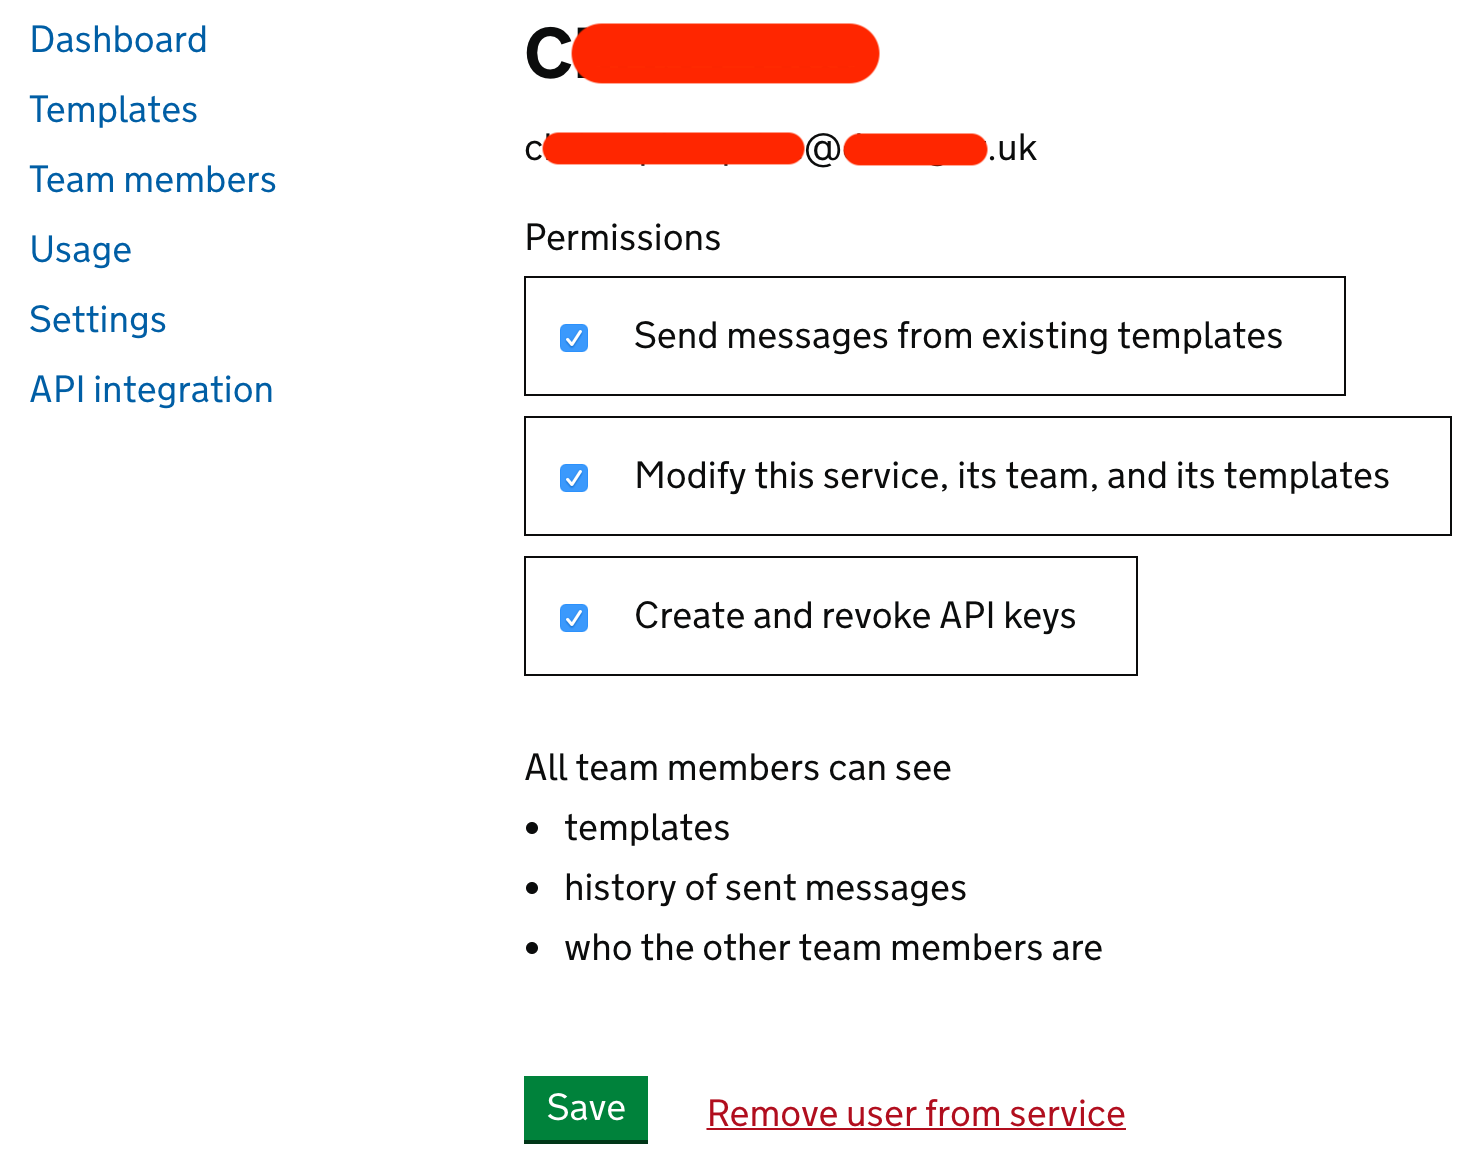 Dashboard
Templates
Team members
Usage
Settings
API integration
@ .uk
Permissions
Send messages from existing templates
Modify this service, its team, and its templates
Create and revoke API keys
All team members can see
• templates
• history of sent messages
• who the other team members are
Save
Remove user from service